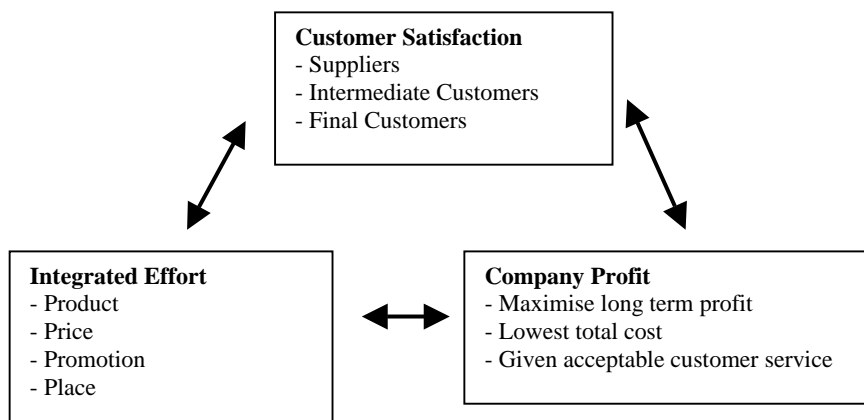 Customer Satisfaction
- Suppliers
- Intermediate Customers
- Final Customers
Integrated Effort
- Product
- Price
- Promotion
- Place
Company Profit
- Maximise long term profit
- Lowest total cost
- Given acceptable customer service